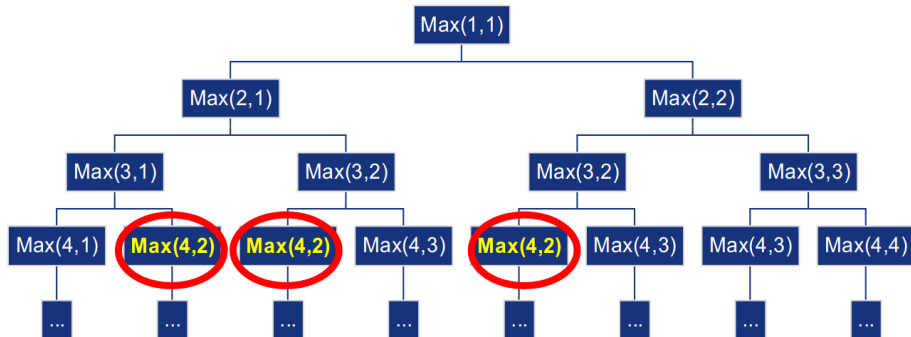 Max(1,1)
Max(2,1) Max(2,2)
Max(3,1) Max(3,2) Max(3,2) Max(3,3)
Max(4,1) Max(4,2) Max(4,2) Max(4,3) Max(4,2) Max(4,3) Max(4,3) Max(4,4)
... ... ... ... ... ... ... ...